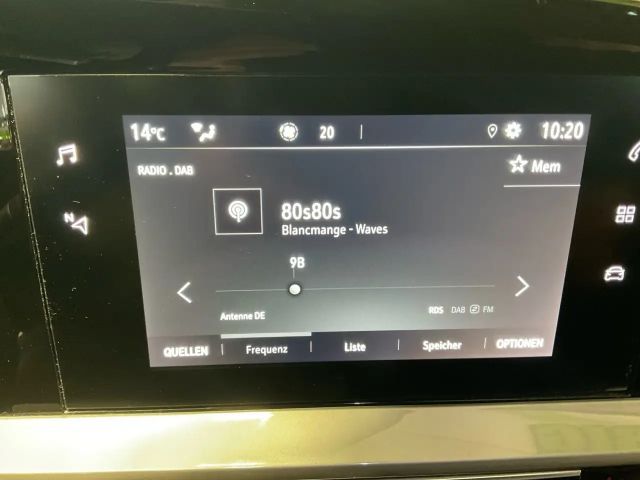 14°C 20 10:20
RADIO . DAB
Mem
80s80s
Blancmange - Waves
9B
Antenne DE RDS DAB FM
QUELLEN Frequenz Liste Speicher OPTIONEN
N